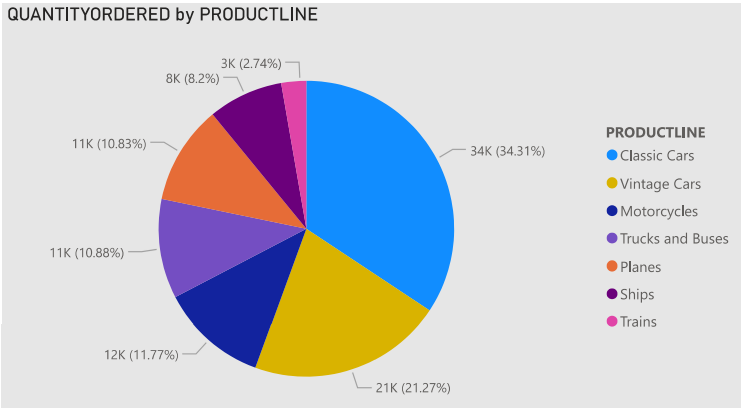 QUANTITYORDERED by PRODUCTLINE
3K (2.74%)
8K (8.2%)
11K (10.83%)
34K (34.31%)
11K (10.88%)
12K (11.77%)
21K (21.27%)
PRODUCTLINE
Classic Cars
Vintage Cars
Motorcycles
Trucks and Buses
Planes
Ships
Trains